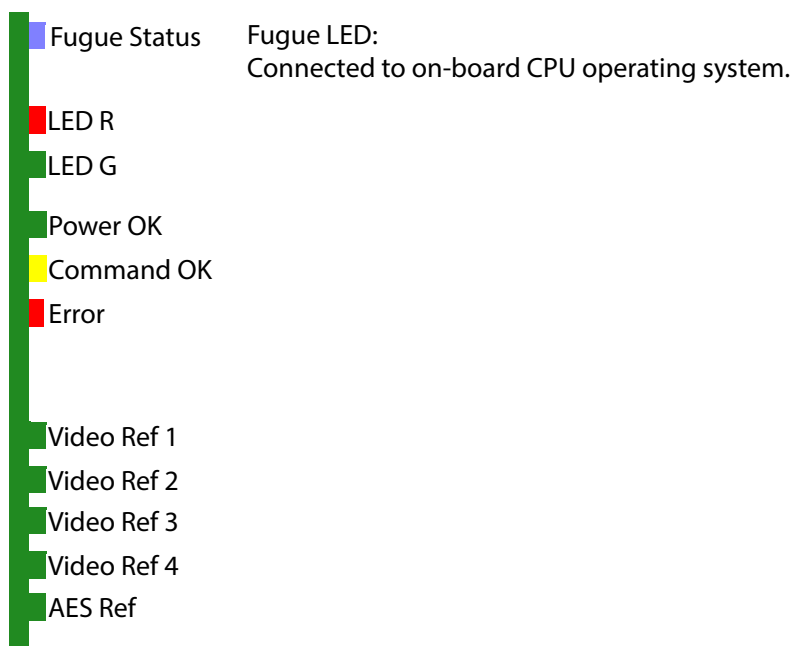 Fugue Status
Fugue LED:
Connected to on-board CPU operating system.
LED R
LED G
Power OK
Command OK
Error
Video Ref 1
Video Ref 2
Video Ref 3
Video Ref 4
AES Ref